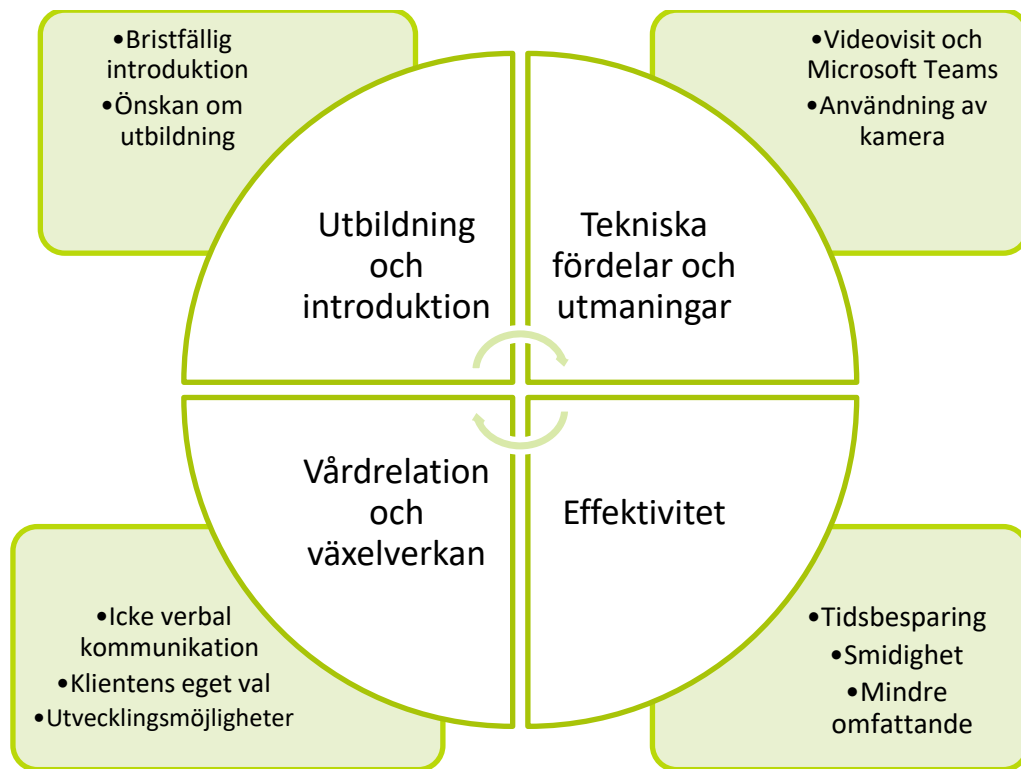 •Bristfällig
introduktion
•Önskan om
utbildning
•Videovisit och
Microsoft Teams
•Användning av
kamera
Utbildning
och
introduktion
Tekniska
fördelar och
utmaningar
Vårdrelation
och
växelverkan
Effektivitet
•Icke verbal
kommunikation
•Klientens eget val
•Utvecklingsmöjligheter
•Tidsbesparing
•Smidighet
•Mindre
omfattande